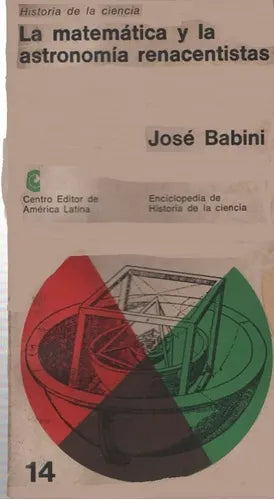 Historia de la ciencia
La matemática y la
astronomía renacentistas
José Babini
Centro Editor de
América Latina
Enciclopedia de
Historia de la ciencia
14